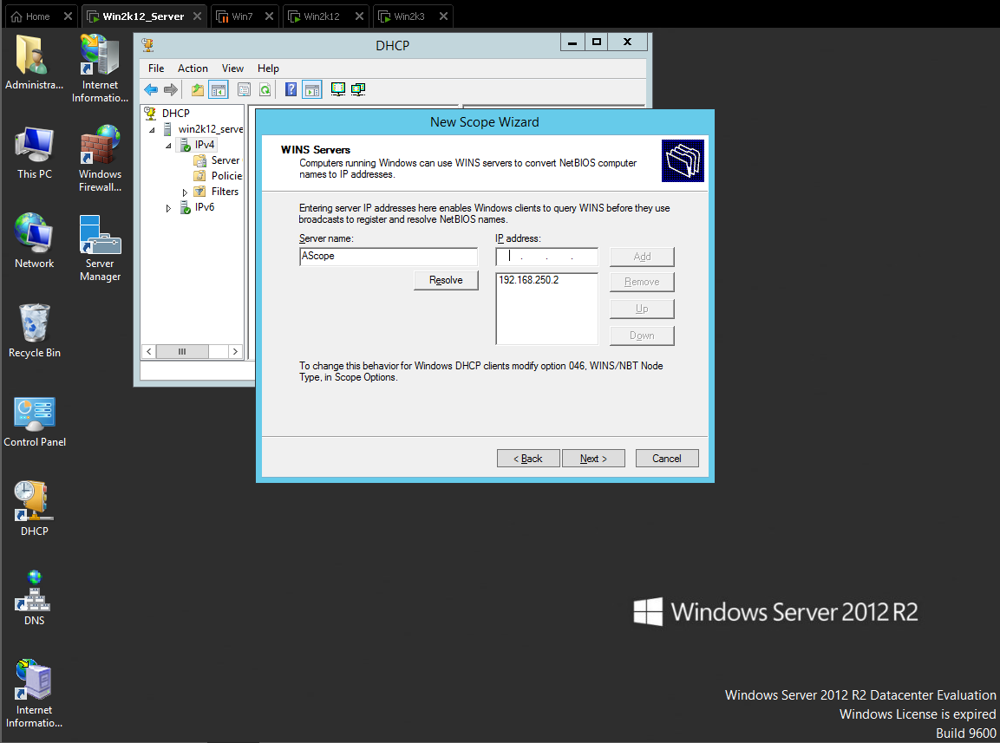 Home
Win2k12_Server
Win7
Win2k12
Win2k3
Administra...
Internet
Informatio...
This PC
Windows
Firewall...
Network
Server
Manager
Recycle Bin
Control Panel
DHCP
DNS
Internet
Informatio...
DHCP
File Action View Help
DHCP
win2k12_serve
IPv4
Server
Policie
Filters
IPv6
New Scope Wizard
WINS Servers
Computers running Windows can use WINS servers to convert NetBIOS computer
names to IP addresses.
Entering server IP addresses here enables Windows clients to query WINS before they use
broadcasts to register and resolve NetBIOS names.
Server name:
IP address:
AScope
. . .
Add
Resolve
192.168.250.2
Remove
Up
Down
To change this behavior for Windows DHCP clients modify option 046, WINS/NBT Node
Type, in Scope Options.
< Back
Next >
Cancel
Windows Server 2012 R2
Windows Server 2012 R2 Datacenter Evaluation
Windows License is expired
Build 9600